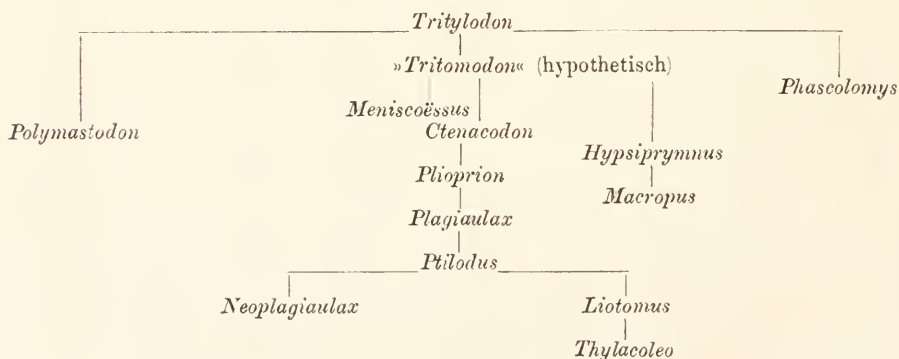 Tritylodon
»Tritomodon« (hypothetisch)
Phascolomys
Meniscoëssus
Polymastodon
Ctenacodon
Hypsiprymnus
Plioprion
Macropus
Plagiaulax
Ptilodus
Neoplagiaulax
Liotomus
Thylacoleo